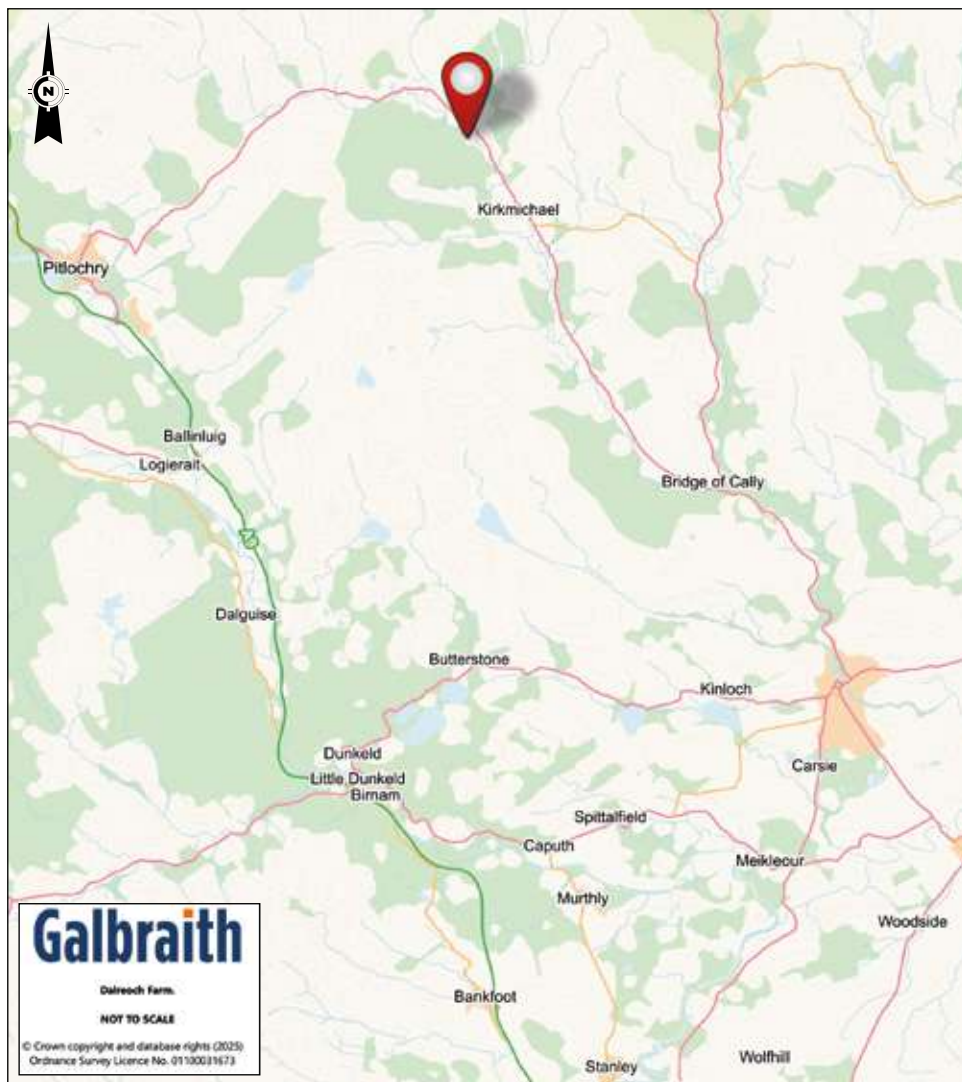 N
Kirkmichael
Pitlochry
Ballinluig
Logierait
Bridge of Cally
Dalguise
Butterstone
Kinloch
Dunkeld
Little Dunkeld
Birnam
Carsie
Spittalfield
Caputh
Meikleour
Murthly
Woodside
Bankfoot
Wolfhill
Stanley
Galbraith
Dalreoch Farm.
NOT TO SCALE
© Crown copyright and database rights (2025)
Ordnance Survey Licence No. 01100031673